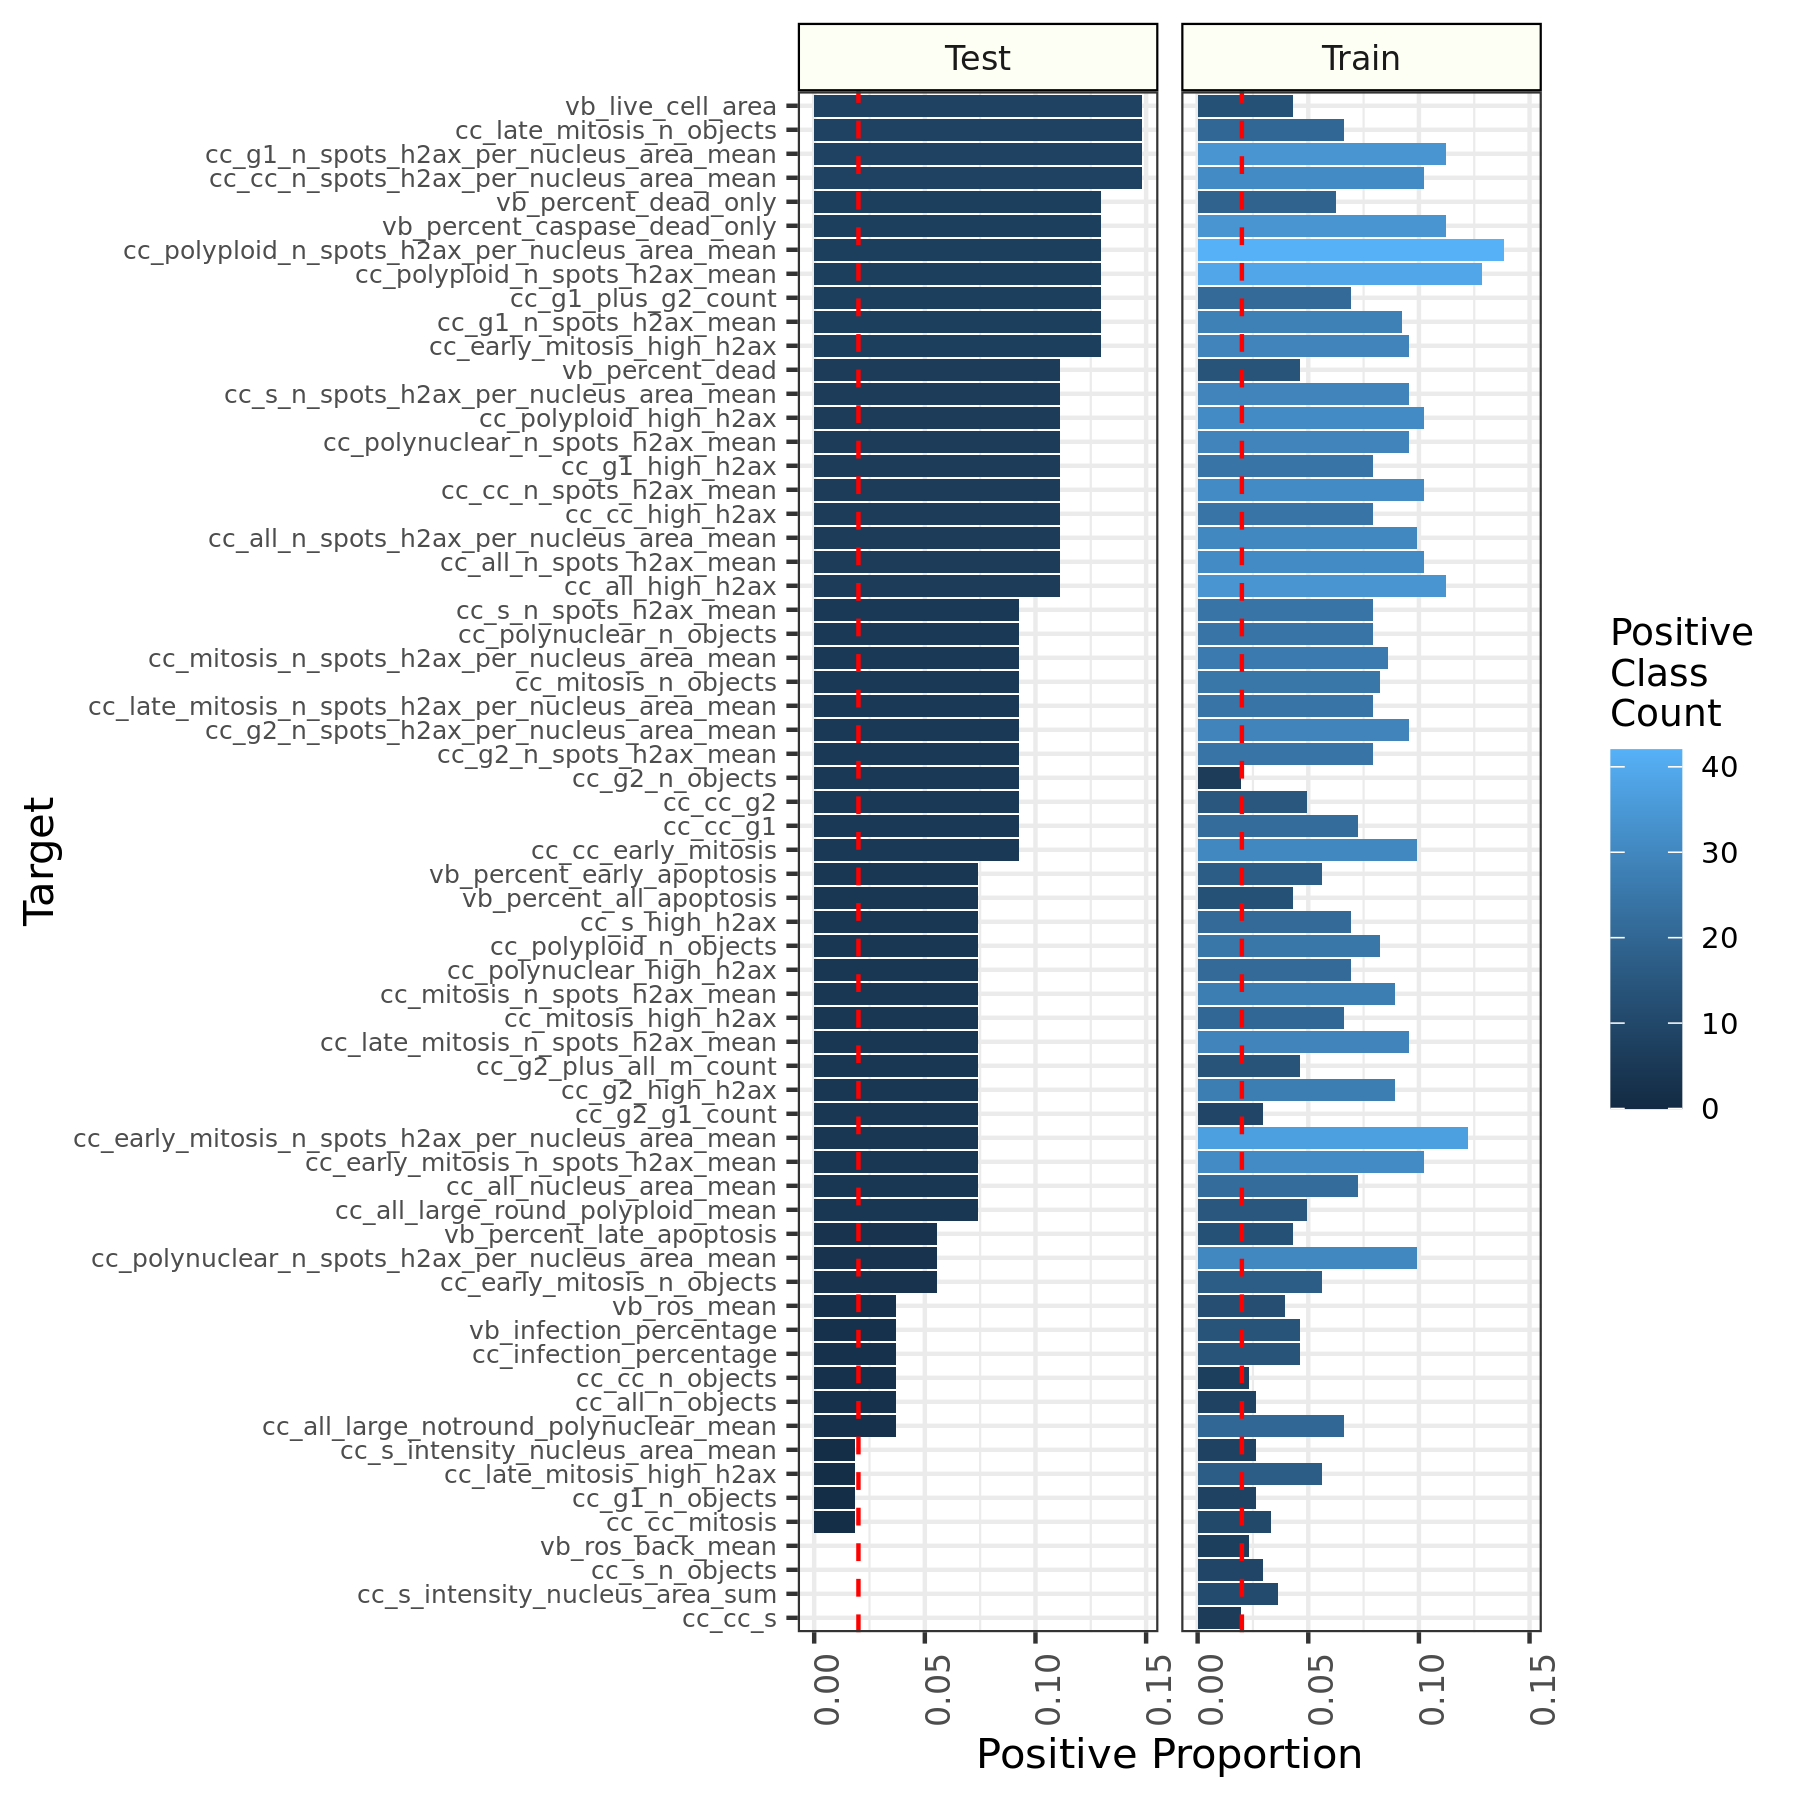 Test
Train
vb_live_cell_area
cc_late_mitosis_n_objects
cc_g1_n_spots_h2ax_per_nucleus_area_mean
cc_cc_n_spots_h2ax_per_nucleus_area_mean
vb_percent_dead_only
vb_percent_caspase_dead_only
cc_polyploid_n_spots_h2ax_per_nucleus_area_mean
cc_polyploid_n_spots_h2ax_mean
cc_g1_plus_g2_count
cc_g1_n_spots_h2ax_mean
cc_early_mitosis_high_h2ax
vb_percent_dead
cc_s_n_spots_h2ax_per_nucleus_area_mean
cc_polyploid_high_h2ax
cc_polynuclear_n_spots_h2ax_mean
cc_g1_high_h2ax
cc_cc_n_spots_h2ax_mean
cc_cc_high_h2ax
cc_all_n_spots_h2ax_per_nucleus_area_mean
cc_all_n_spots_h2ax_mean
cc_all_high_h2ax
cc_s_n_spots_h2ax_mean
cc_polynuclear_n_objects
cc_mitosis_n_spots_h2ax_per_nucleus_area_mean
cc_mitosis_n_objects
cc_late_mitosis_n_spots_h2ax_per_nucleus_area_mean
cc_g2_n_spots_h2ax_per_nucleus_area_mean
cc_g2_n_spots_h2ax_mean
cc_g2_n_objects
cc_cc_g2
cc_cc_g1
cc_cc_early_mitosis
vb_percent_early_apoptosis
vb_percent_all_apoptosis
cc_s_high_h2ax
cc_polyploid_n_objects
cc_polynuclear_high_h2ax
cc_mitosis_n_spots_h2ax_mean
cc_mitosis_high_h2ax
cc_late_mitosis_n_spots_h2ax_mean
cc_g2_plus_all_m_count
cc_g2_high_h2ax
cc_g2_g1_count
cc_early_mitosis_n_spots_h2ax_per_nucleus_area_mean
cc_early_mitosis_n_spots_h2ax_mean
cc_all_nucleus_area_mean
cc_all_large_round_polyploid_mean
vb_percent_late_apoptosis
cc_polynuclear_n_spots_h2ax_per_nucleus_area_mean
cc_early_mitosis_n_objects
vb_ros_mean
vb_infection_percentage
cc_infection_percentage
cc_cc_n_objects
cc_all_n_objects
cc_all_large_notround_polynuclear_mean
cc_s_intensity_nucleus_area_mean
cc_late_mitosis_high_h2ax
cc_g1_n_objects
cc_cc_mitosis
vb_ros_back_mean
cc_s_n_objects
cc_s_intensity_nucleus_area_sum
cc_cc_s
Target
0.00
0.05
0.10
0.15
0.00
0.05
0.10
0.15
Positive Proportion
Positive
Class
Count
40
30
20
10
0